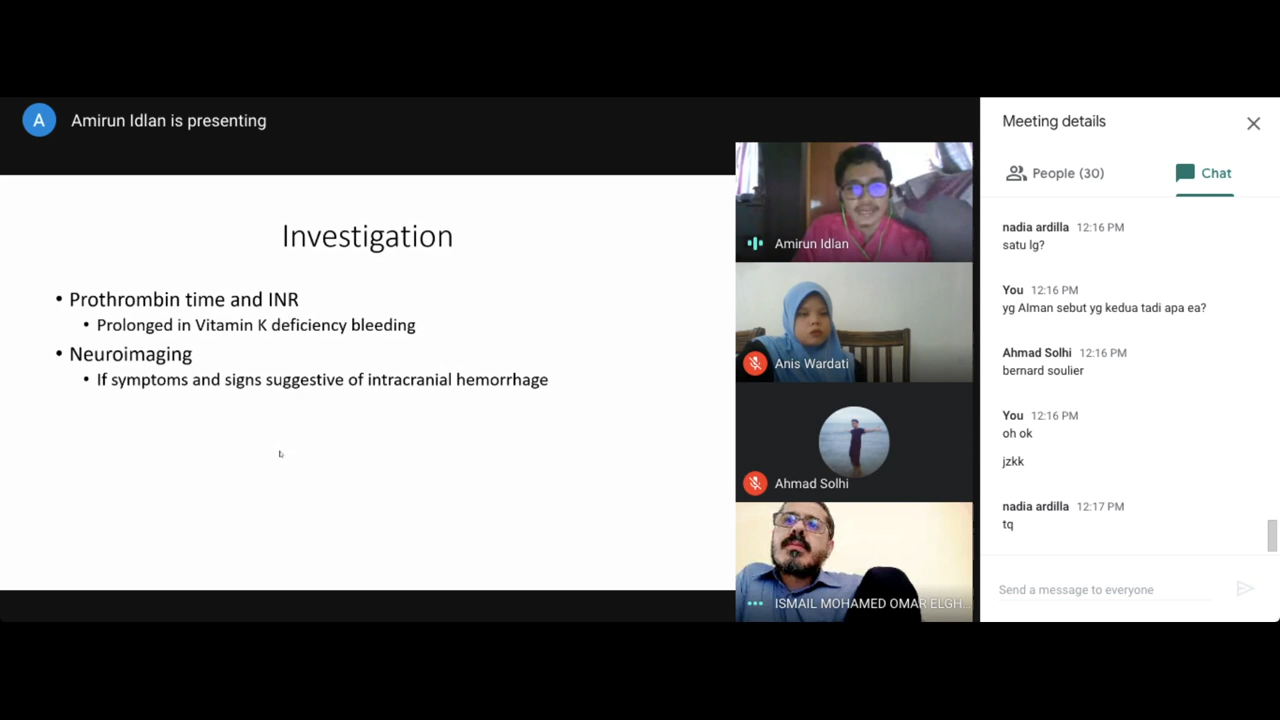 A
Amirun Idlan is presenting
Investigation
• Prothrombin time and INR
• Prolonged in Vitamin K deficiency bleeding
• Neuroimaging
• If symptoms and signs suggestive of intracranial hemorrhage
Amirun Idlan
Anis Wardati
Ahmad Solhi
ISMAIL MOHAMED OMAR ELGH...
Meeting details
People (30)
Chat
nadia ardilla 12:16 PM
satu lg?
You 12:16 PM
yg Alman sebut yg kedua tadi apa ea?
Ahmad Solhi 12:16 PM
bernard soulier
You 12:16 PM
oh ok
jzkk
nadia ardilla 12:17 PM
tq
Send a message to everyone